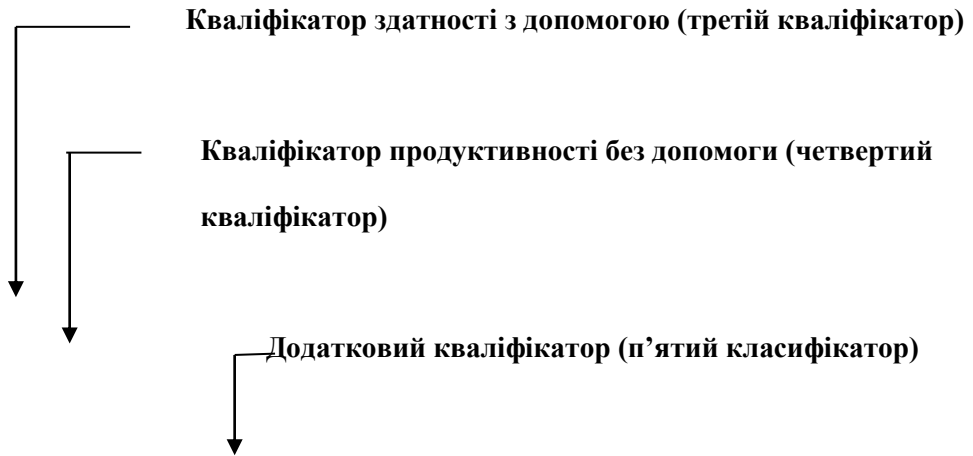 Кваліфікатор здатності з допомогою (третій кваліфікатор)
Кваліфікатор продуктивності без допомоги (четвертий
кваліфікатор)
Додатковий кваліфікатор (п’ятий класифікатор)